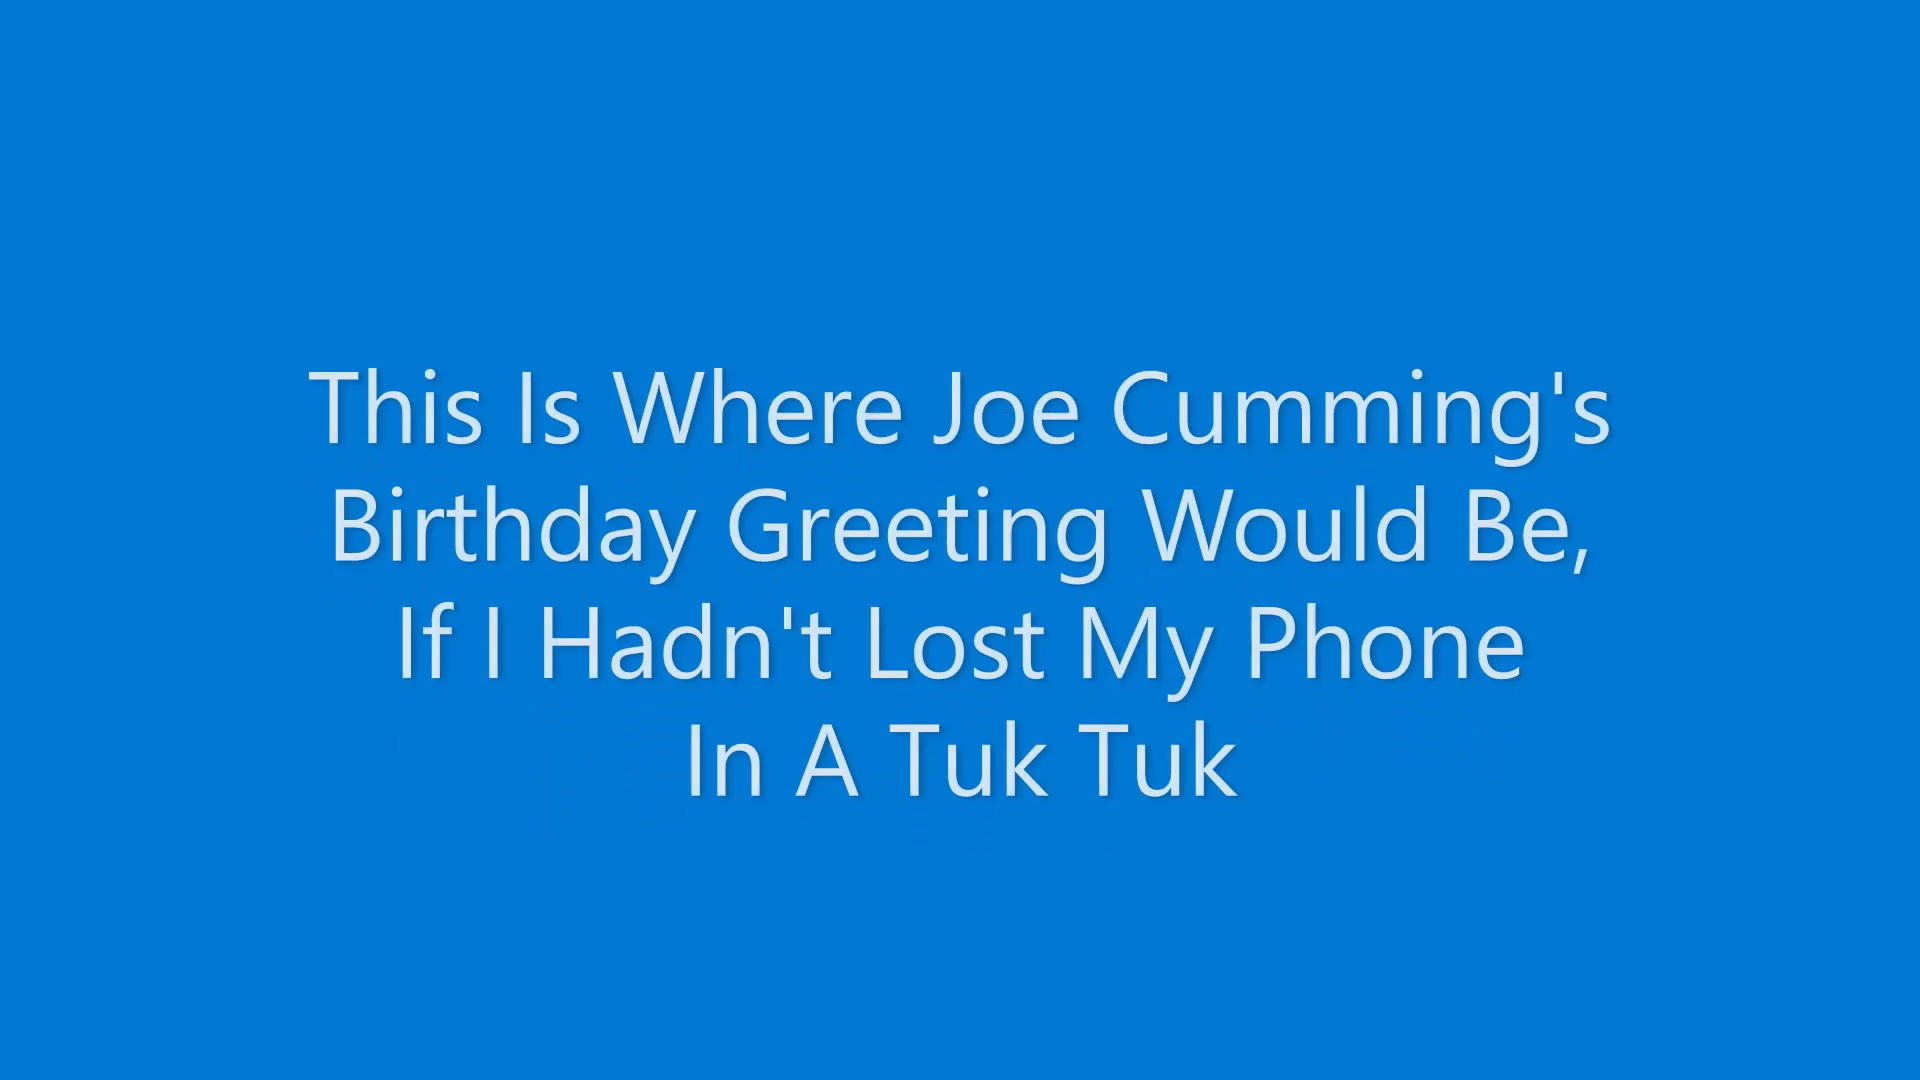 This Is Where Joe Cumming's
Birthday Greeting Would Be,
If I Hadn't Lost My Phone
In A Tuk Tuk